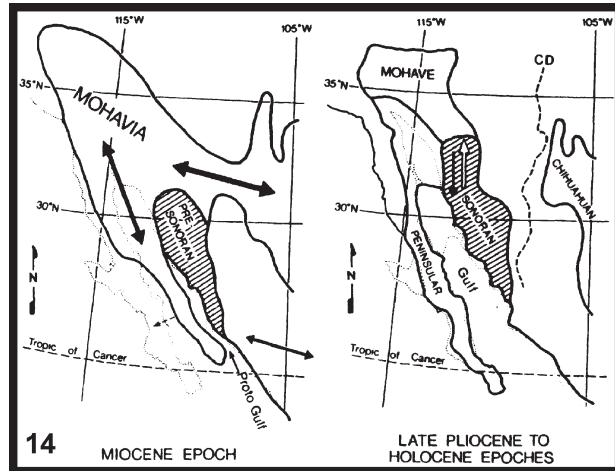 115°W
105°W
35°N
MOHAVIA
30°N
PRE-
SONORAN
N
Tropic of Cancer
Proto Gulf
14
MIOCENE EPOCH
115°W
105°W
MOHAVE
CD
35°N
CHIHUAHUAN
30°N
SONORAN
PENINSULAR
Gulf
N
Tropic of Cancer
LATE PLIOCENE TO
HOLOCENE EPOCHES